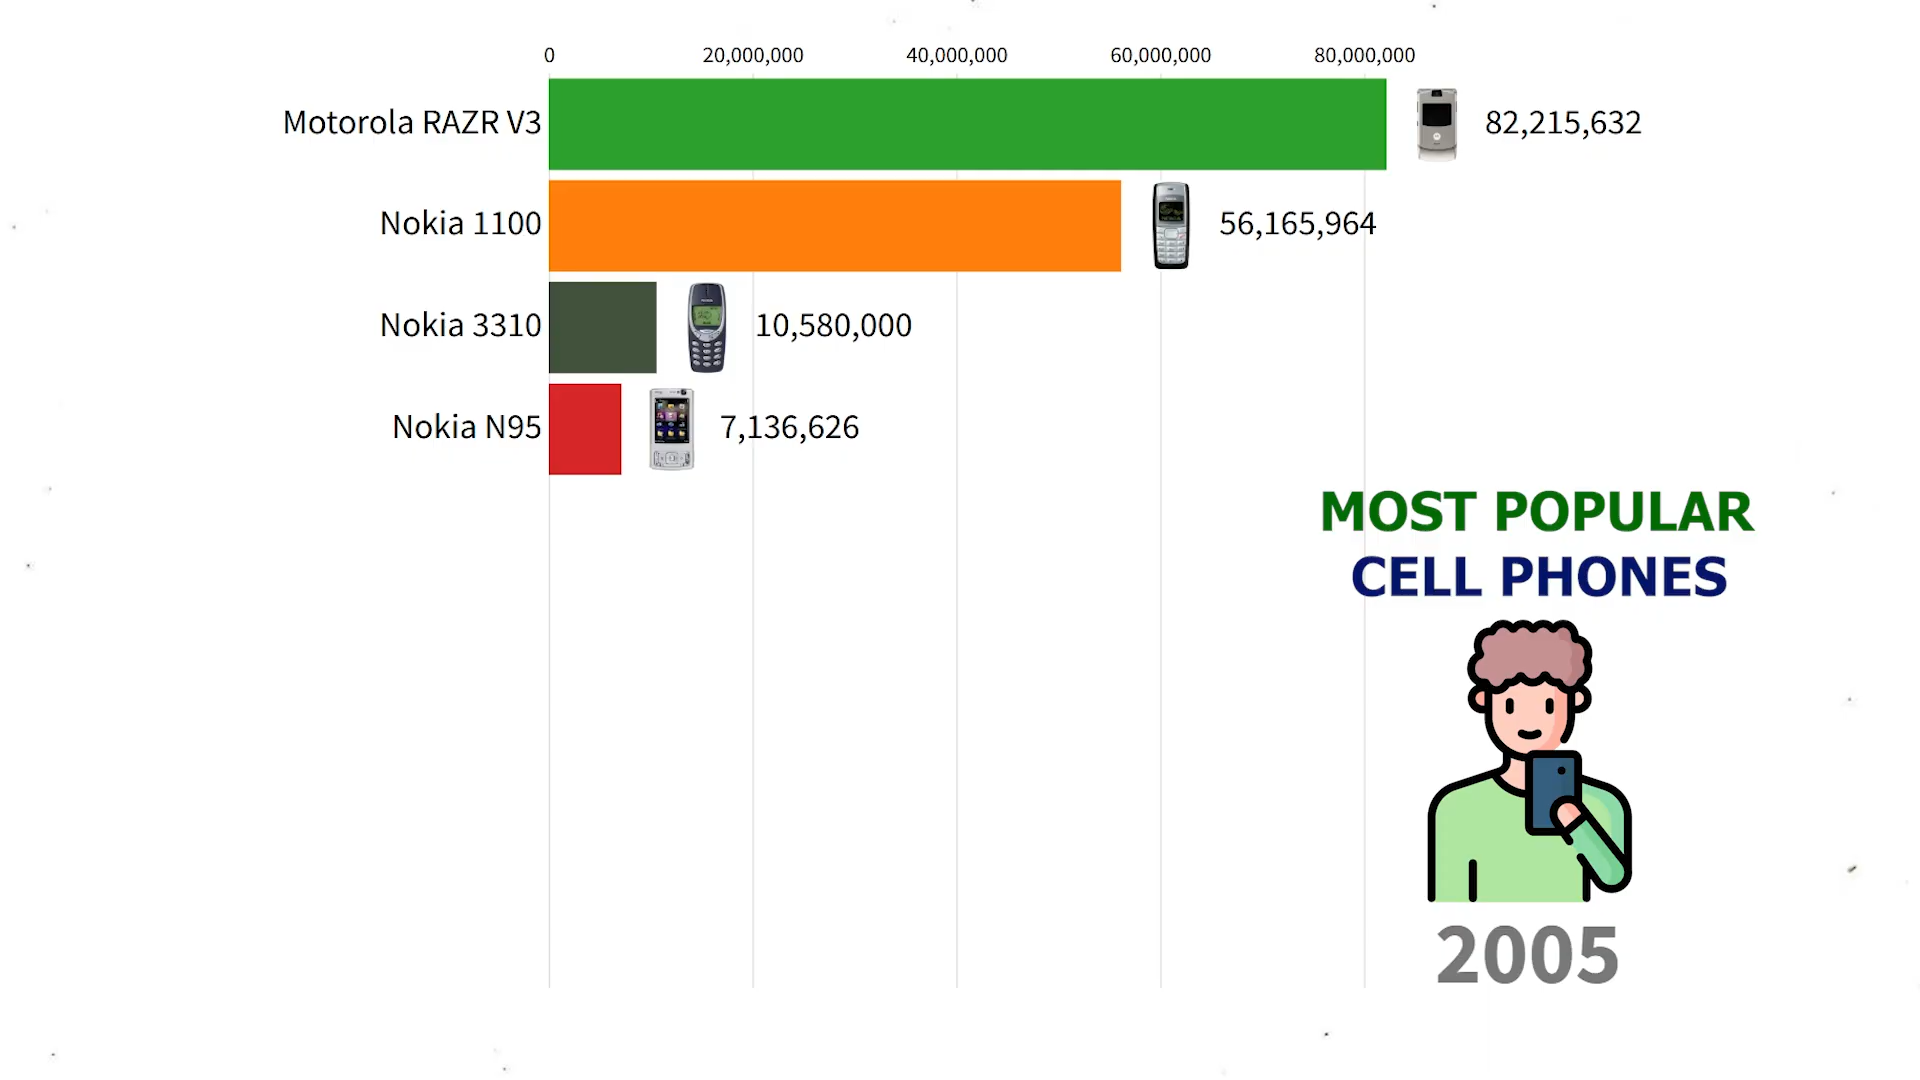 0 20,000,000 40,000,000 60,000,000 80,000,000
Motorola RAZR V3 82,215,632
Nokia 1100 56,165,964
Nokia 3310 10,580,000
Nokia N95 7,136,626
MOST POPULAR
CELL PHONES
2005